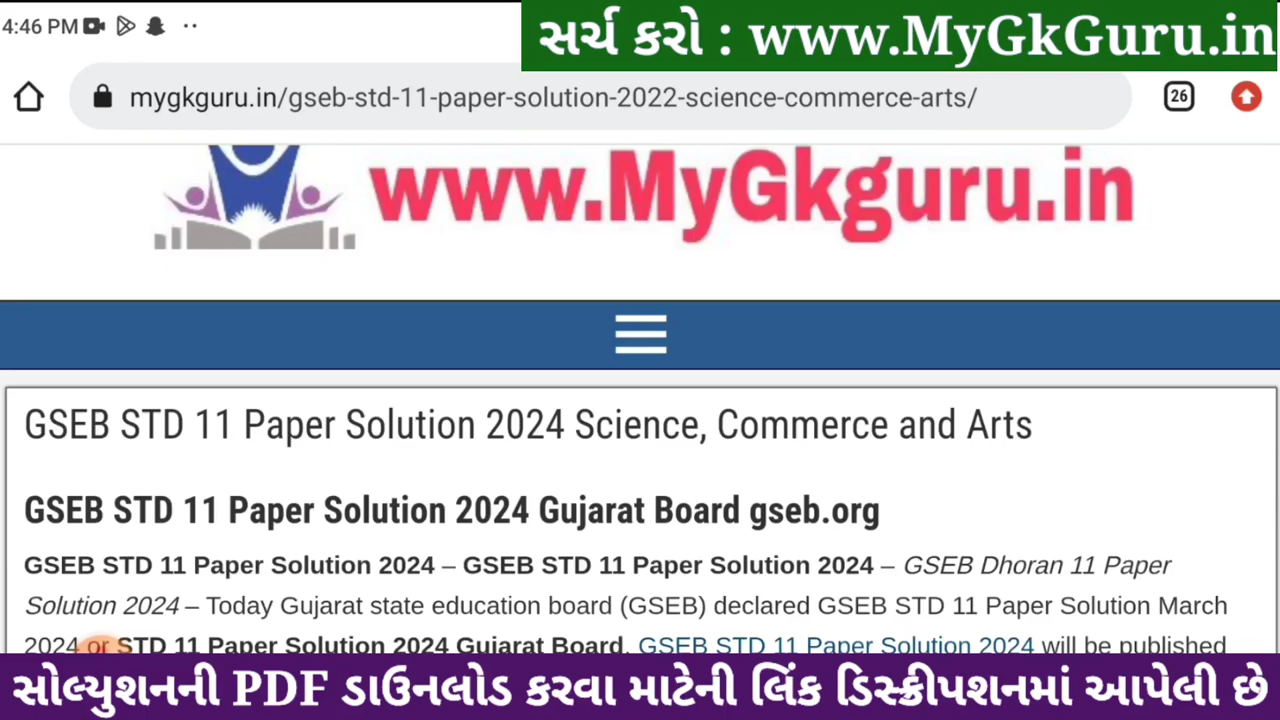 4:46 PM
સર્ચ કરો : www.MyGkGuru.in
mygkguru.in/gseb-std-11-paper-solution-2022-science-commerce-arts/
26
www.MyGkguru.in
GSEB STD 11 Paper Solution 2024 Science, Commerce and Arts
GSEB STD 11 Paper Solution 2024 Gujarat Board gseb.org
GSEB STD 11 Paper Solution 2024 – GSEB STD 11 Paper Solution 2024 – GSEB Dhoran 11 Paper
Solution 2024 – Today Gujarat state education board (GSEB) declared GSEB STD 11 Paper Solution March
2024 or STD 11 Paper Solution 2024 Gujarat Board. GSEB STD 11 Paper Solution 2024 will be published
સોલ્યુશનની PDF ડાઉનલોડ કરવા માટેની લિંક ડિસ્ક્રીપશનમાં આપેલી છે